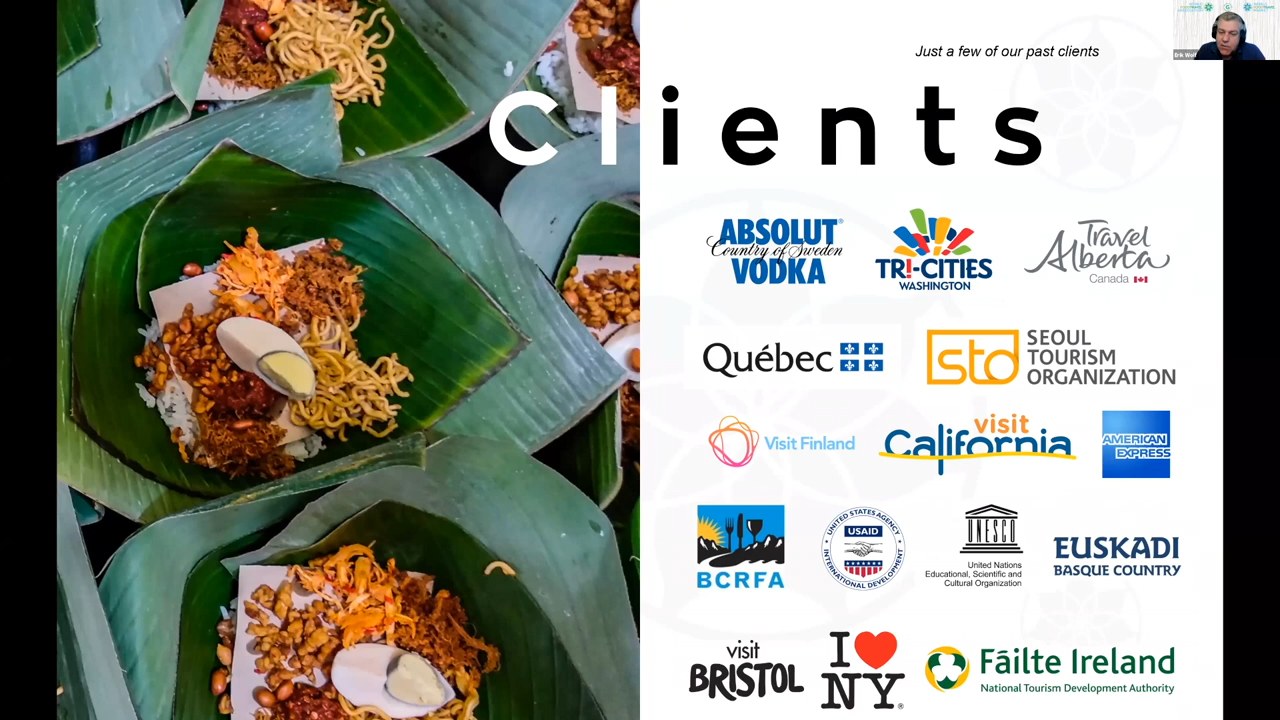 Just a few of our past clients
Clients
ABSOLUT®
Country of Sweden
VODKA
TR!-CITIES
WASHINGTON
Travel
Alberta
Canada
Québec
sto
SEOUL
TOURISM
ORGANIZATION
Visit Finland
visit
California
AMERICAN
EXPRESS
BCRFA
UNITED STATES AGENCY
USAID
INTERNATIONAL DEVELOPMENT
UNESCO
United Nations
Educational, Scientific and
Cultural Organization
EUSKADI
BASQUE COUNTRY
visit
BRISTOL
I
NY®
Fáilte Ireland
National Tourism Development Authority